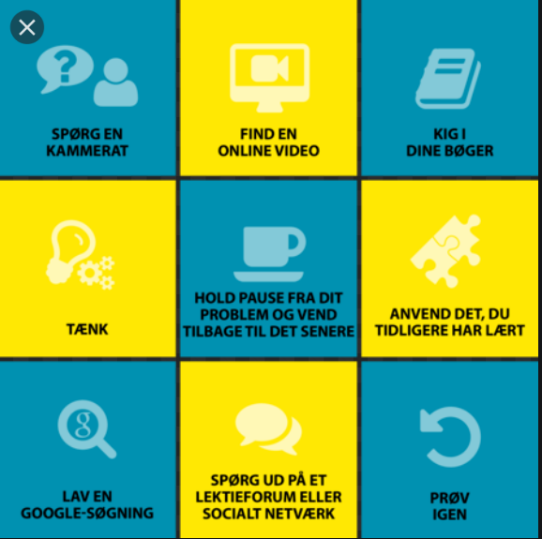 SPØRG EN
KAMMERAT
FIND EN
ONLINE VIDEO
KIG I
DINE BØGER
TÆNK
HOLD PAUSE FRA DIT
PROBLEM OG VEND
TILBAGE TIL DET SENERE
ANVEND DET, DU
TIDLIGERE HAR LÆRT
g
LAV EN
GOOGLE-SØGNING
SPØRG UD PÅ ET
LEKTIEFORUM ELLER
SOCIALT NETVÆRK
PRØV
IGEN